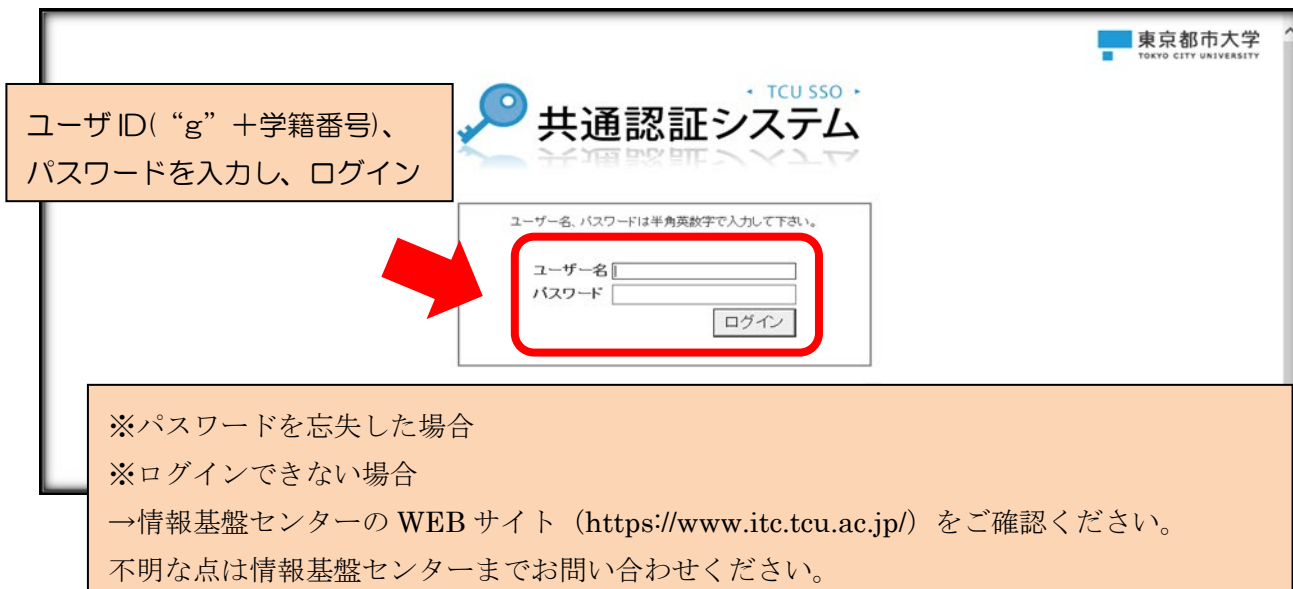 東京都市大学
TOKYO CITY UNIVERSITY
・ TCU SSO ・
共通認証システム
ユーザ ID( “g” ＋学籍番号)、
パスワードを入力し、ログイン
ユーザー名、パスワードは半角英数字で入力して下さい。
ユーザー名
パスワード
ログイン
※パスワードを忘失した場合
※ログインできない場合
→情報基盤センターの WEB サイト（https://www.itc.tcu.ac.jp/）をご確認ください。
不明な点は情報基盤センターまでお問い合わせください。